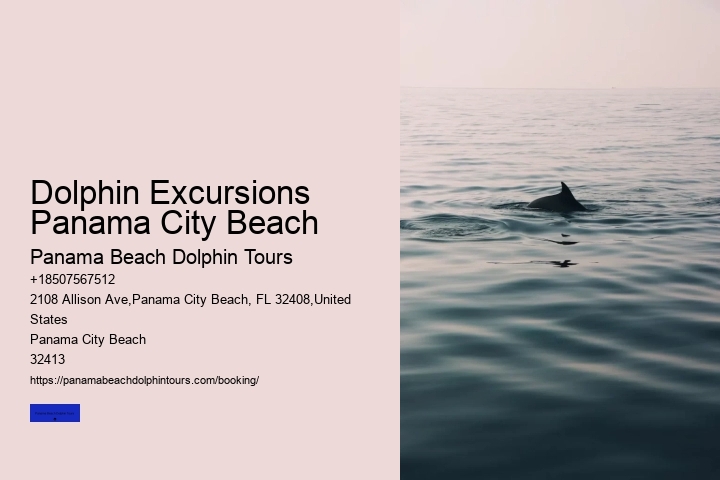 Dolphin Excursions
Panama City Beach
Panama Beach Dolphin Tours
+18507567512
2108 Allison Ave,Panama City Beach, FL 32408,United
States
Panama City Beach
32413
https://panamabeachdolphintours.com/booking/